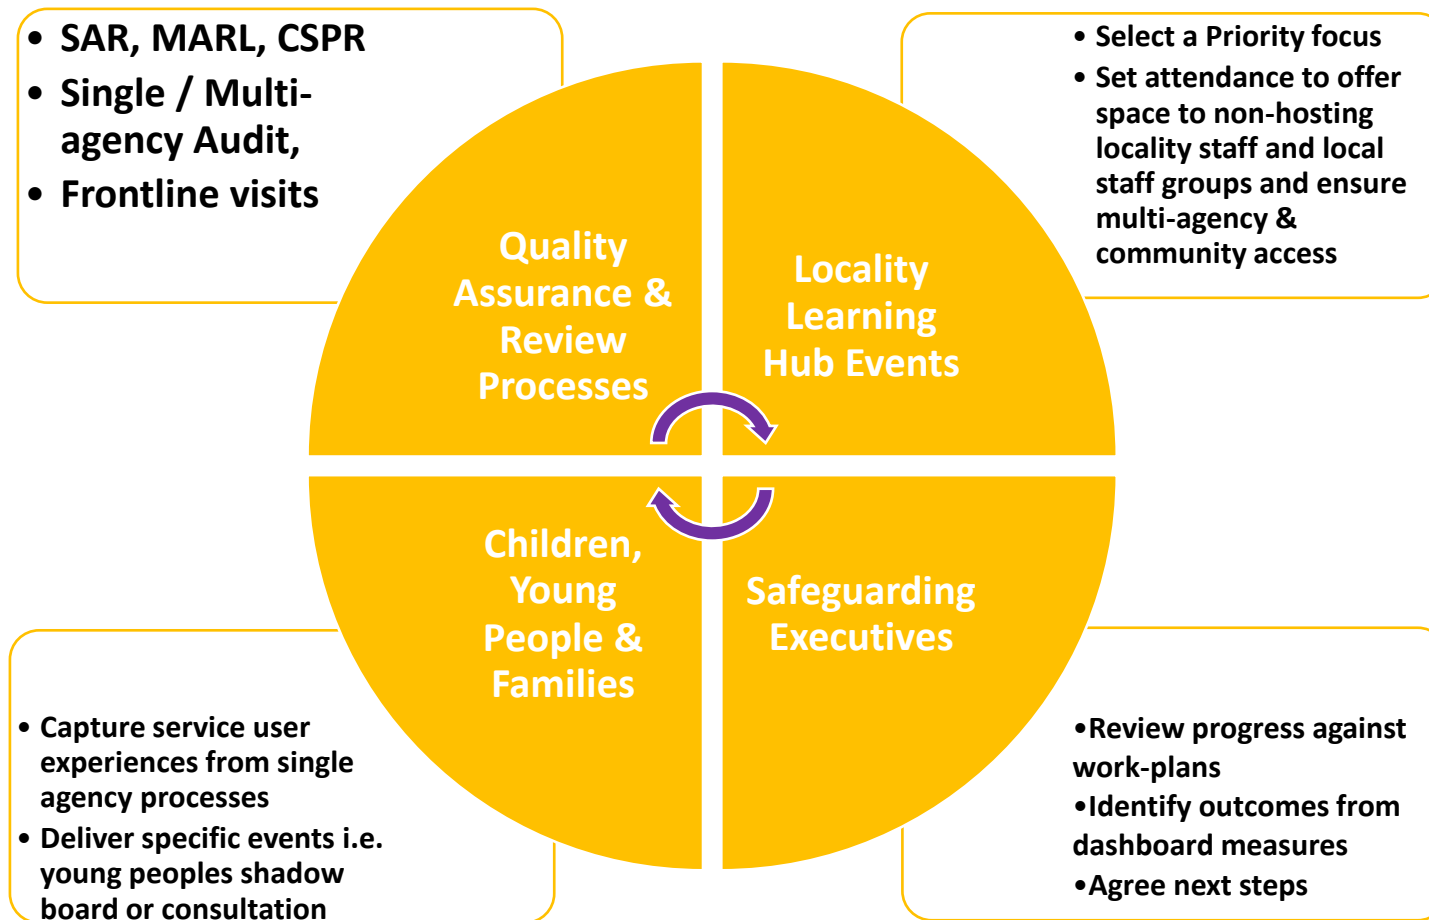 • SAR, MARL, CSPR
• Single / Multi-
agency Audit,
• Frontline visits
• Select a Priority focus
• Set attendance to offer
space to non-hosting
locality staff and local
staff groups and ensure
multi-agency &
community access
Quality
Assurance &
Review
Processes
Locality
Learning
Hub Events
Children,
Young
People &
Families
Safeguarding
Executives
• Capture service user
experiences from single
agency processes
• Deliver specific events i.e.
young peoples shadow
board or consultation
•Review progress against
work-plans
•Identify outcomes from
dashboard measures
•Agree next steps